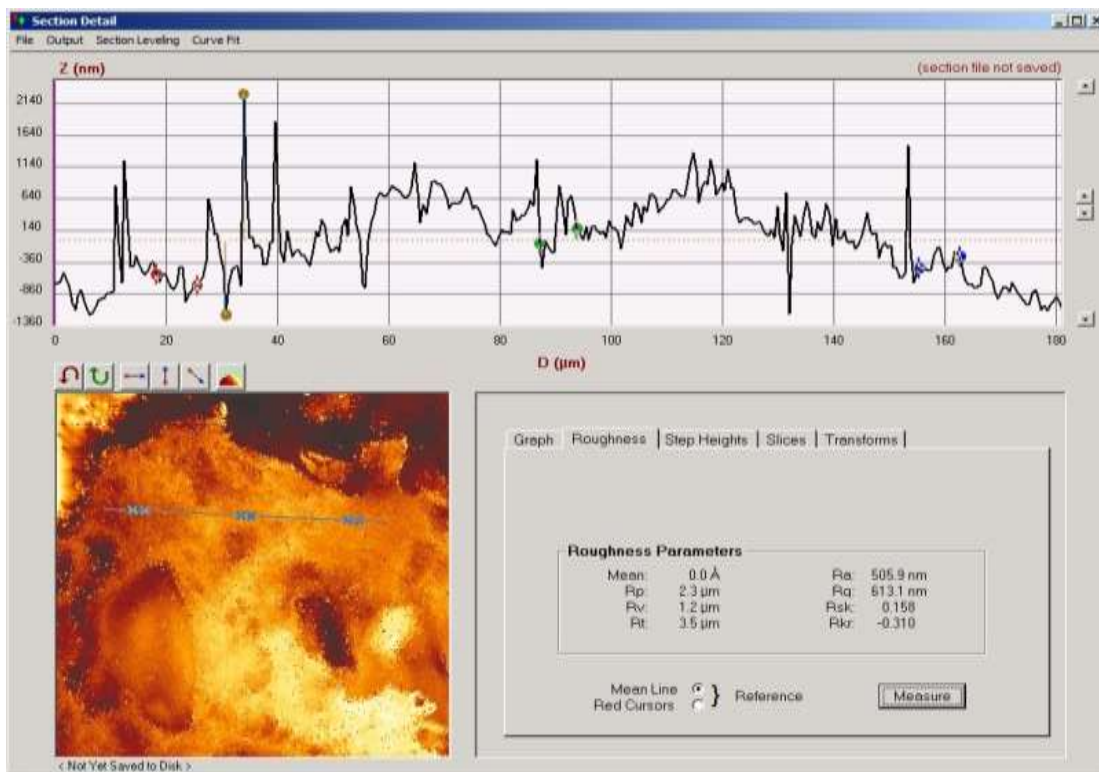 Section Detail
File Output Section Leveling Curve Fit
Z (nm)
(section file not saved)
2140
1640
1140
640
140
-360
-860
-1360
0 20 40 60 80 100 120 140 160 180
D (µm)
Graph Roughness Step Heights Slices Transforms
Roughness Parameters
Mean: 0.0 Å Ra: 505.9 nm
Rp: 2.3 µm Rq: 613.1 nm
Rv: 1.2 µm Rsk: 0.158
Rt: 3.5 µm Rkr: -0.310
Mean Line
Red Cursors
} Reference
Measure
< Not Yet Saved to Disk >